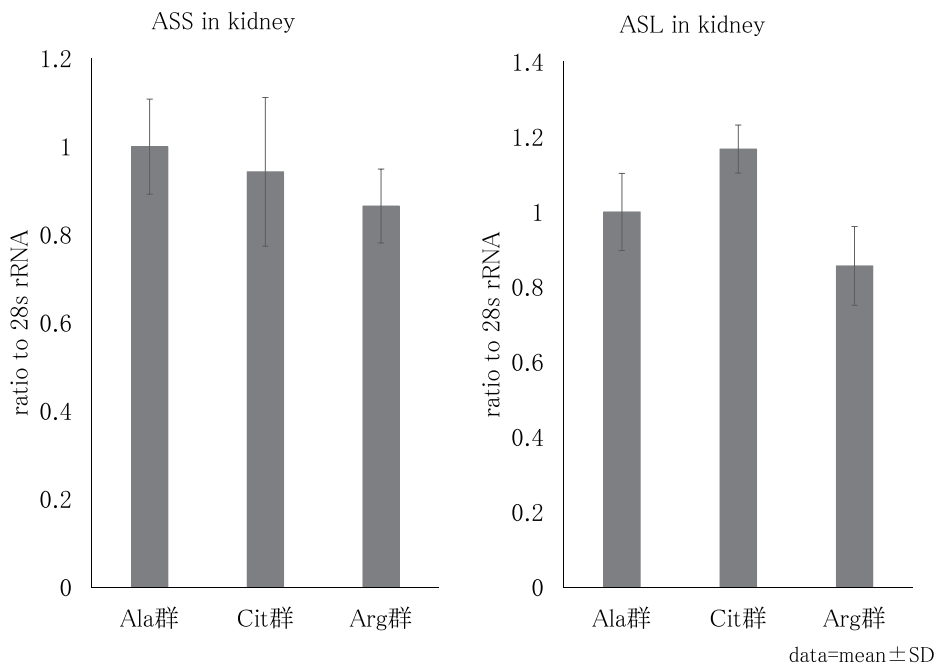 ASS in kidney
ratio to 28s rRNA
1.2
1
0.8
0.6
0.4
0.2
0
Ala群 Cit群 Arg群
ASL in kidney
ratio to 28s rRNA
1.4
1.2
1
0.8
0.6
0.4
0.2
0
Ala群 Cit群 Arg群
data=mean±SD